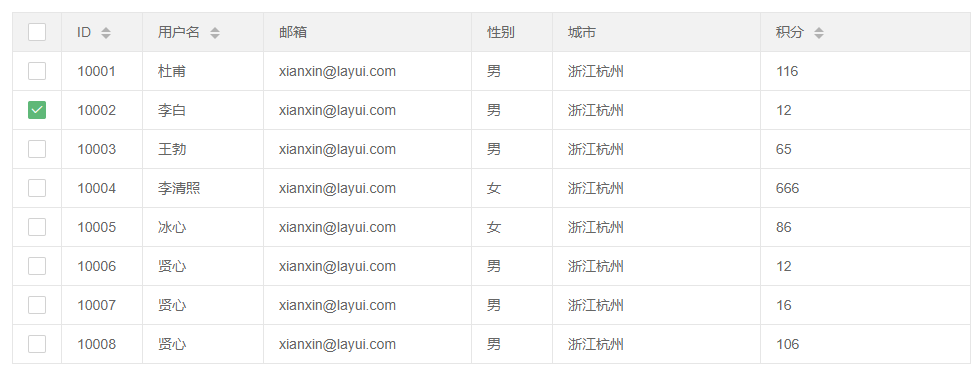 ID 用户名 邮箱 性别 城市 积分
10001 杜甫 xianxin@layui.com 男 浙江杭州 116
10002 李白 xianxin@layui.com 男 浙江杭州 12
10003 王勃 xianxin@layui.com 男 浙江杭州 65
10004 李清照 xianxin@layui.com 女 浙江杭州 666
10005 冰心 xianxin@layui.com 女 浙江杭州 86
10006 贤心 xianxin@layui.com 男 浙江杭州 12
10007 贤心 xianxin@layui.com 男 浙江杭州 16
10008 贤心 xianxin@layui.com 男 浙江杭州 106